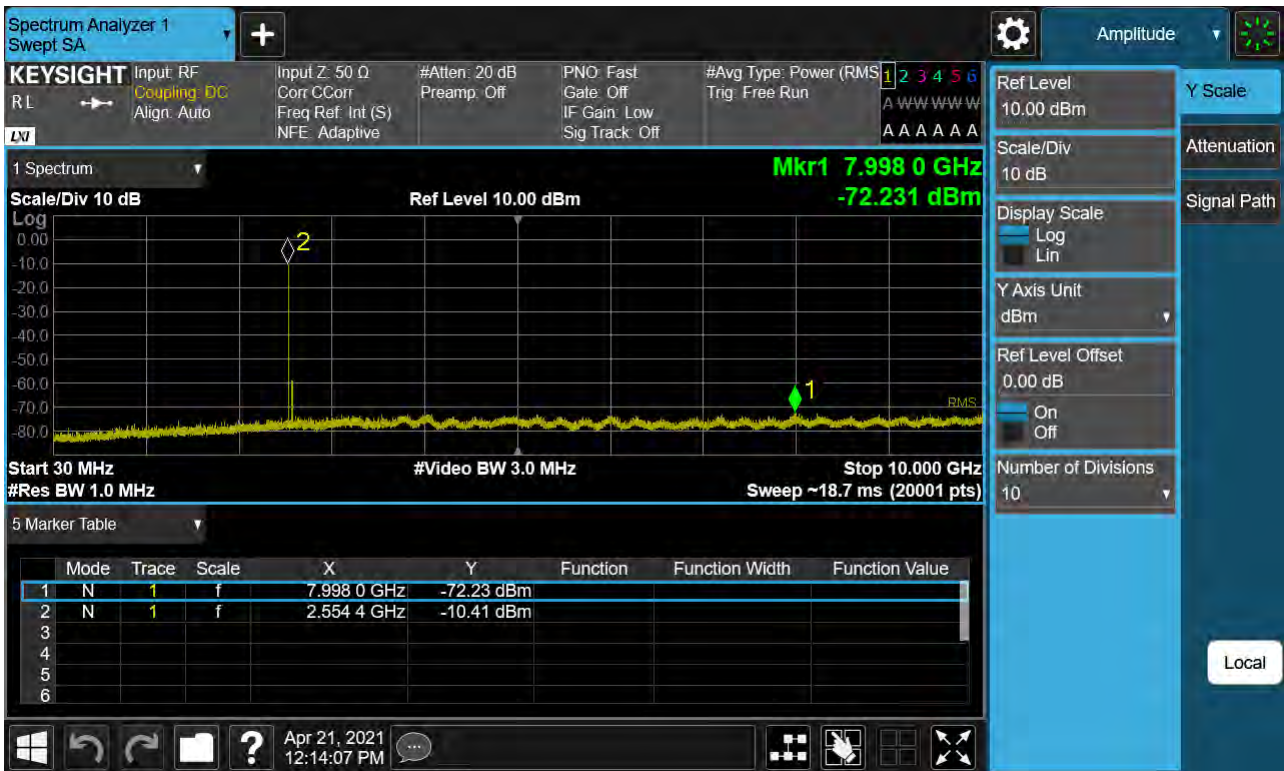 Spectrum Analyzer 1
Swept SA
+
Amplitude
KEYSIGHT
RL
LXI
Input: RF
Coupling: DC
Align: Auto
Input Z: 50 Ω
Corr CCorr
Freq Ref: Int (S)
NFE: Adaptive
#Atten: 20 dB
Preamp: Off
PNO: Fast
Gate: Off
IF Gain: Low
Sig Track: Off
#Avg Type: Power (RMS
Trig: Free Run
1 2 3 4 5 6
A WW WW W
A A A A A A
1 Spectrum
Mkr1 7.998 0 GHz
Scale/Div 10 dB
Ref Level 10.00 dBm
-72.231 dBm
Log
0.00
-10.0
-20.0
-30.0
-40.0
-50.0
-60.0
-70.0
-80.0
2
1
RMS
Start 30 MHz
#Video BW 3.0 MHz
Stop 10.000 GHz
#Res BW 1.0 MHz
Sweep ~18.7 ms (20001 pts)
5 Marker Table
Mode Trace Scale X Y Function Function Width Function Value
1 N 1 f 7.998 0 GHz -72.23 dBm
2 N 1 f 2.554 4 GHz -10.41 dBm
3
4
5
6
Ref Level
10.00 dBm
Scale/Div
10 dB
Display Scale
Log
Lin
Y Axis Unit
dBm
Ref Level Offset
0.00 dB
On
Off
Number of Divisions
10
Y Scale
Attenuation
Signal Path
Local
?
Apr 21, 2021
12:14:07 PM